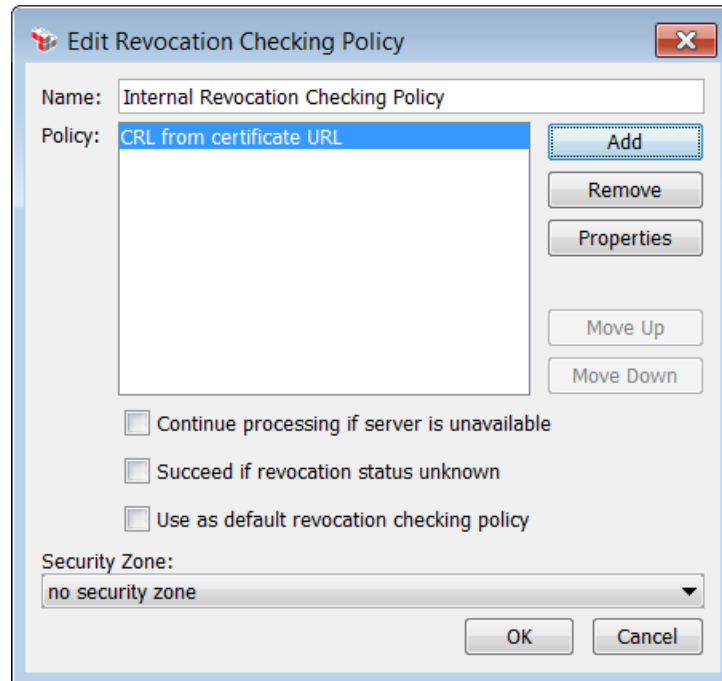 Edit Revocation Checking Policy
Name: Internal Revocation Checking Policy
Policy: CRL from certificate URL
Add
Remove
Properties
Move Up
Move Down
Continue processing if server is unavailable
Succeed if revocation status unknown
Use as default revocation checking policy
Security Zone:
no security zone
OK Cancel